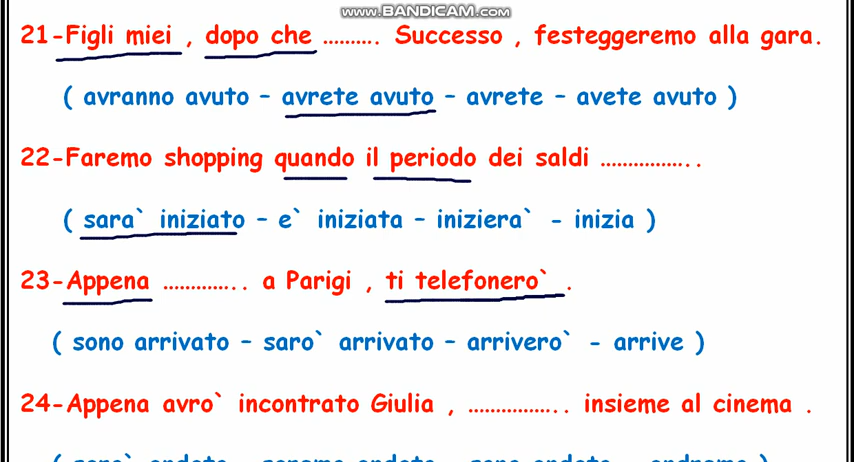 www.BANDICAM.com
21-Figli miei , dopo che .......... Successo , festeggeremo alla gara.
( avranno avuto – avrete avuto – avrete – avete avuto )
22-Faremo shopping quando il periodo dei saldi ..................
( sara` iniziato – e` iniziata – iniziera` - inizia )
23-Appena ............... a Parigi , ti telefonero` .
( sono arrivato – saro` arrivato – arrivero` - arrive )
24-Appena avro` incontrato Giulia , .................. insieme al cinema .